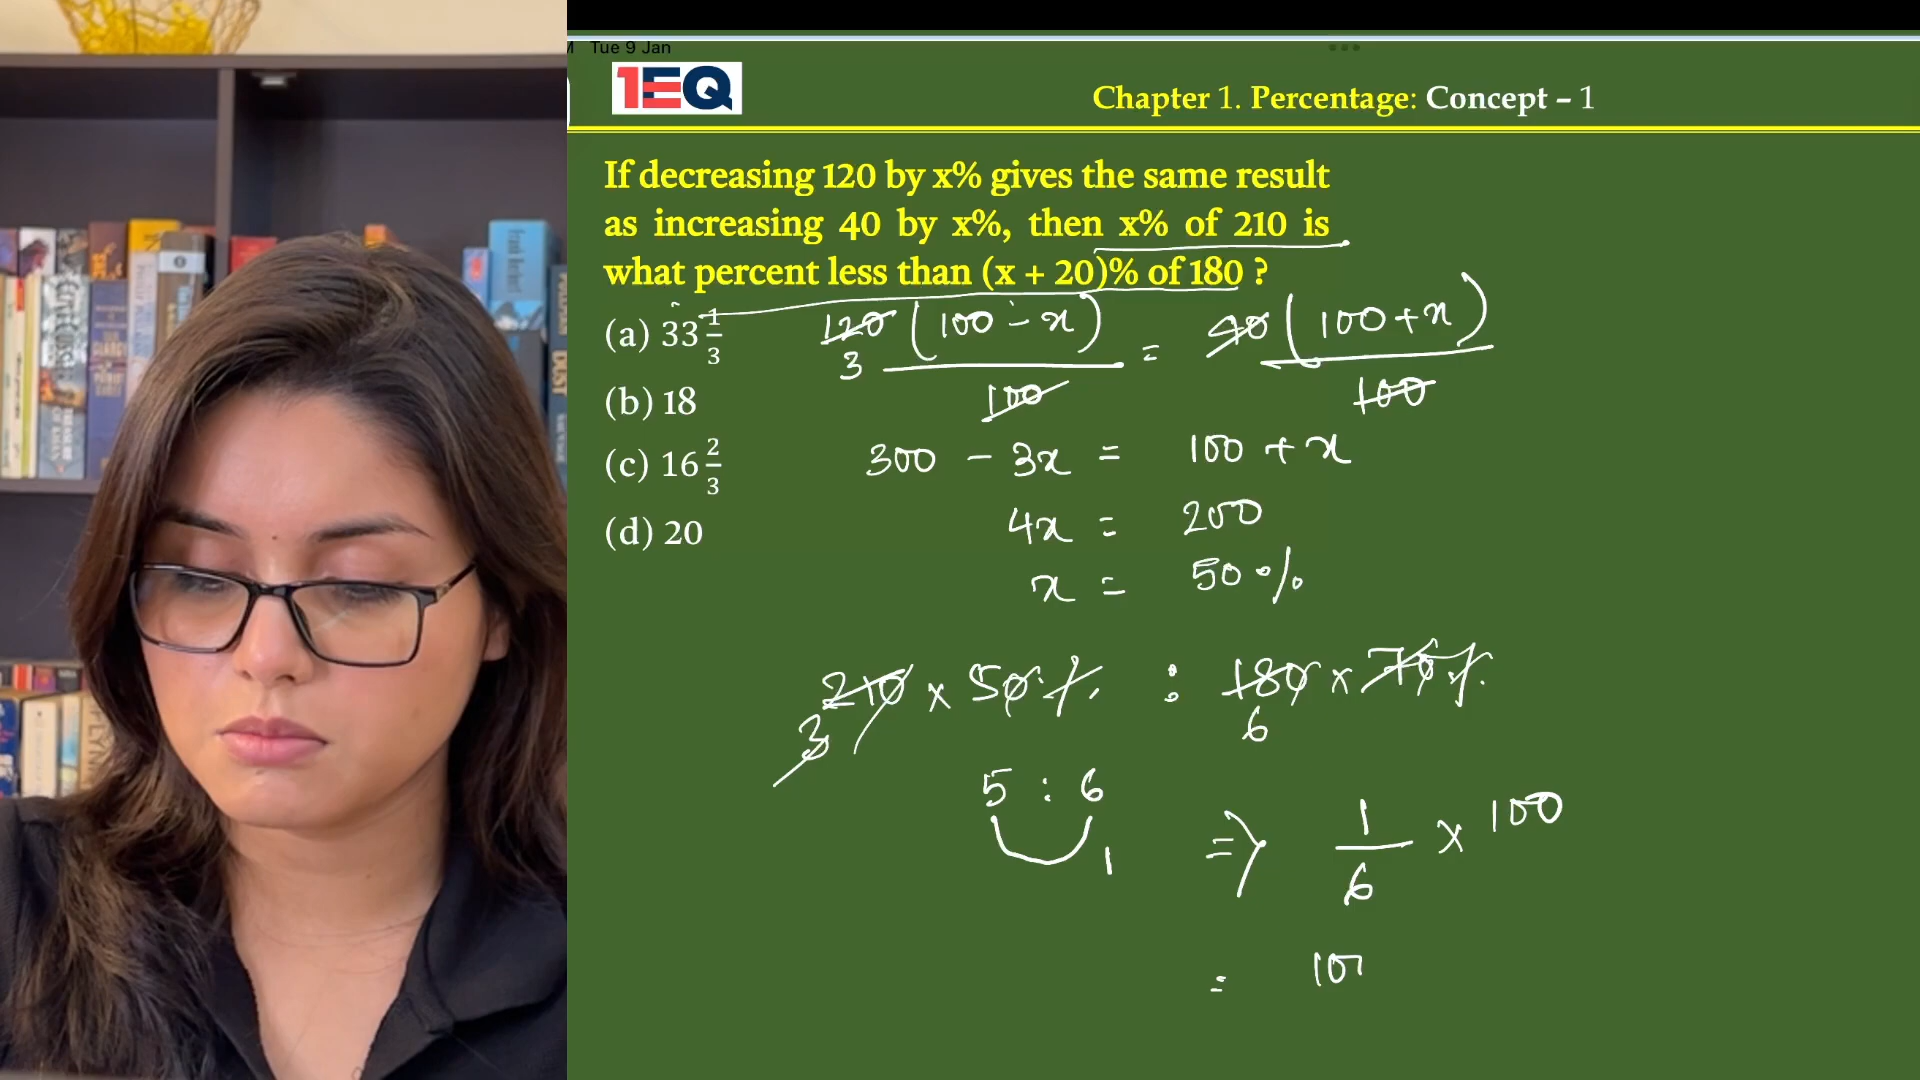 Tue 9 Jan
1EQ
Chapter 1. Percentage: Concept – 1
If decreasing 120 by x% gives the same result
as increasing 40 by x%, then x% of 210 is
what percent less than (x + 20)% of 180 ?
(a) 33 1/3
(b) 18
(c) 16 2/3
(d) 20
120 (100 - x) / 100 = 40 (100 + x) / 100
3
300 - 3x = 100 + x
4x = 200
x = 50 %
210 x 50% : 180 x 70%
3 6
5 : 6
1
=> 1/6 x 100
= 10